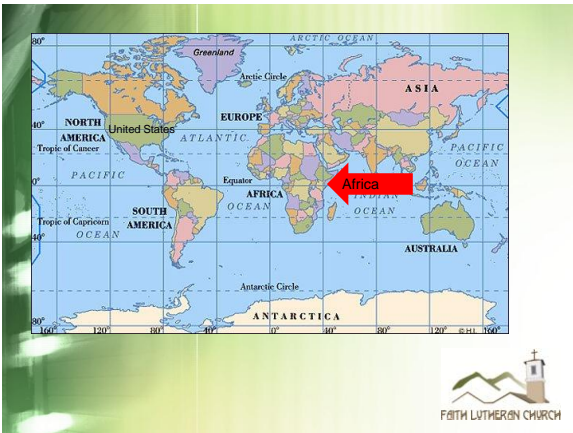 ARCTIC OCEAN
80°
Greenland
Arctic Circle
ASIA
EUROPE
NORTH
AMERICA
United States
40°
ATLANTIC
Tropic of Cancer
PACIFIC
OCEAN
PACIFIC
Equator
0°
AFRICA
Africa
INDIAN
OCEAN
OCEAN
SOUTH
AMERICA
Tropic of Capricorn
OCEAN
40°
AUSTRALIA
Antarctic Circle
ANTARCTICA
80°
160° 120° 80° 40° 0° 40° 80° 120° 160°
©H.I.
FAITH LUTHERAN CHURCH